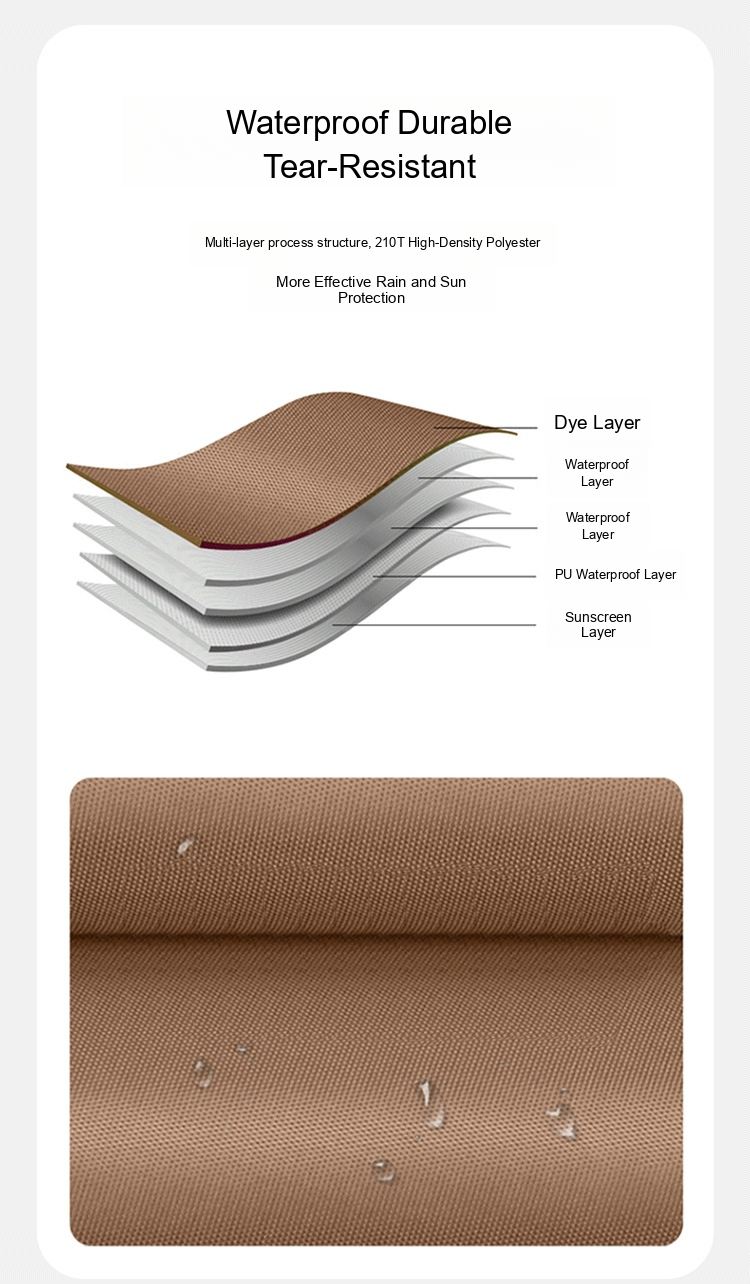 Waterproof Durable
Tear-Resistant
Multi-layer process structure, 210T High-Density Polyester
More Effective Rain and Sun
Protection
Dye Layer
Waterproof
Layer
Waterproof
Layer
PU Waterproof Layer
Sunscreen
Layer